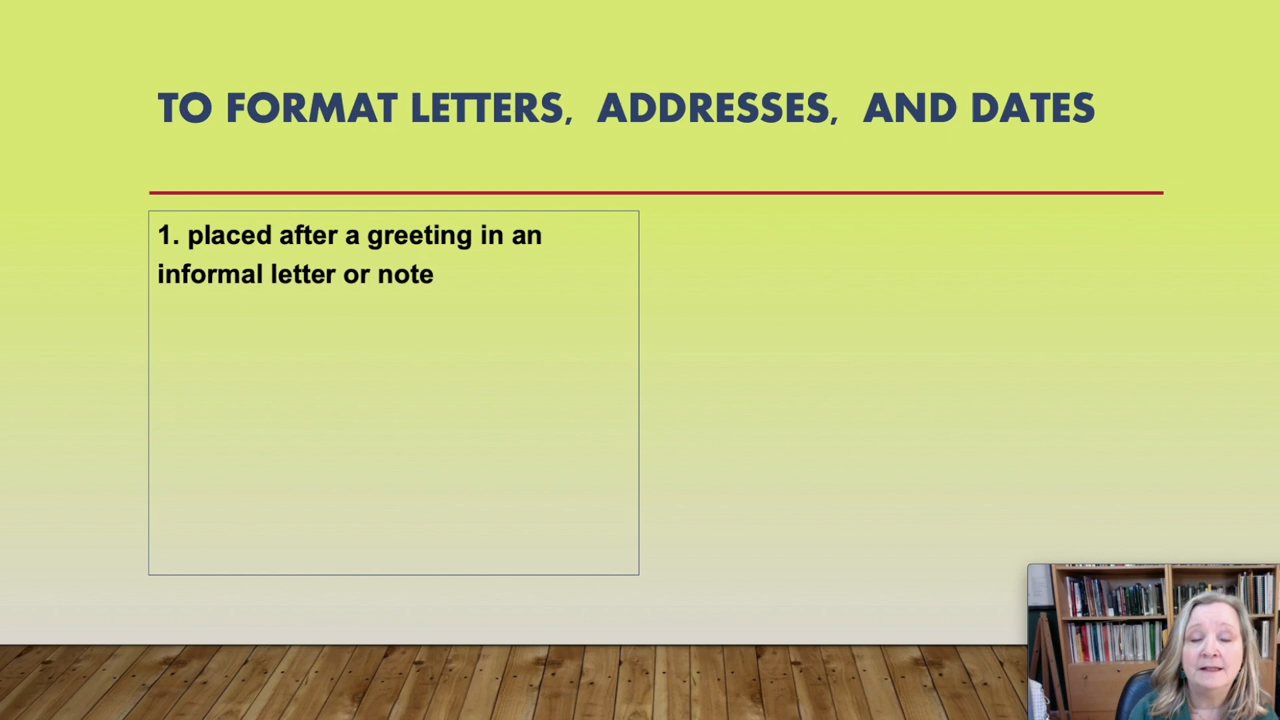 TO FORMAT LETTERS, ADDRESSES, AND DATES
1. placed after a greeting in an
informal letter or note